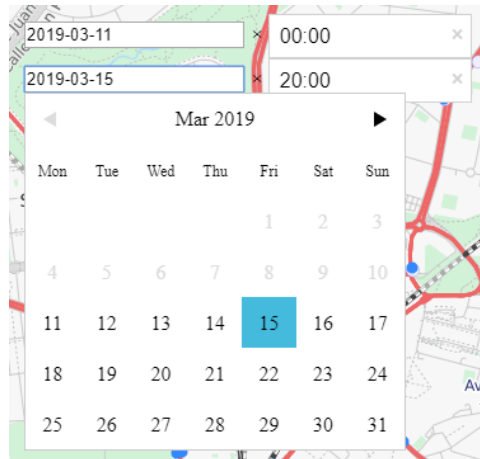 2019-03-11 × 00:00 ×
2019-03-15 × 20:00 ×
◀ Mar 2019 ▶
Mon Tue Wed Thu Fri Sat Sun
1 2 3
4 5 6 7 8 9 10
11 12 13 14 15 16 17
18 19 20 21 22 23 24
25 26 27 28 29 30 31
Av